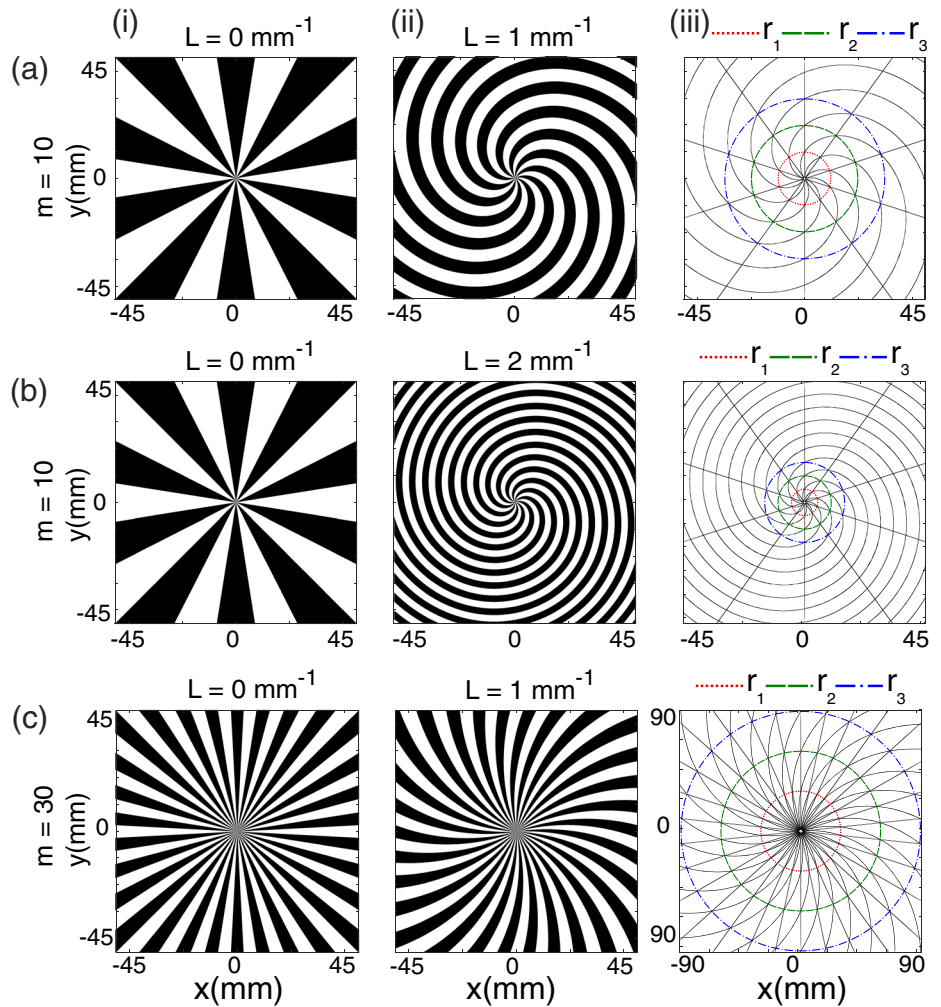 (i) (ii) (iii)
L = 0 mm⁻¹ L = 1 mm⁻¹ r₁ r₂ r₃
(a)
m = 10
y(mm)
45
0
-45
-45 0 45 -45 0 45 -45 0 45
L = 0 mm⁻¹ L = 2 mm⁻¹ r₁ r₂ r₃
(b)
m = 10
y(mm)
45
0
-45
-45 0 45 -45 0 45 -45 0 45
L = 0 mm⁻¹ L = 1 mm⁻¹ r₁ r₂ r₃
(c)
m = 30
y(mm)
45 90
0 0
-45 90
-45 0 45 -45 0 45 -90 0 90
x(mm) x(mm) x(mm)